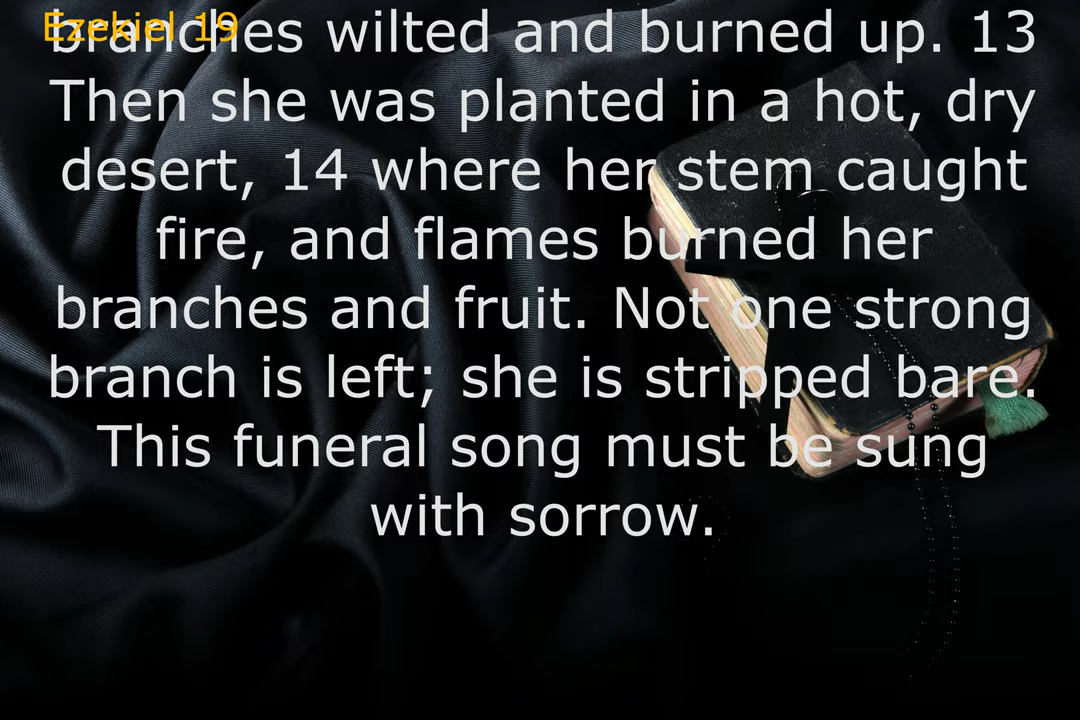 Ezekiel 19
branches wilted and burned up. 13
Then she was planted in a hot, dry
desert, 14 where her stem caught
fire, and flames burned her
branches and fruit. Not one strong
branch is left; she is stripped bare.
This funeral song must be sung
with sorrow.